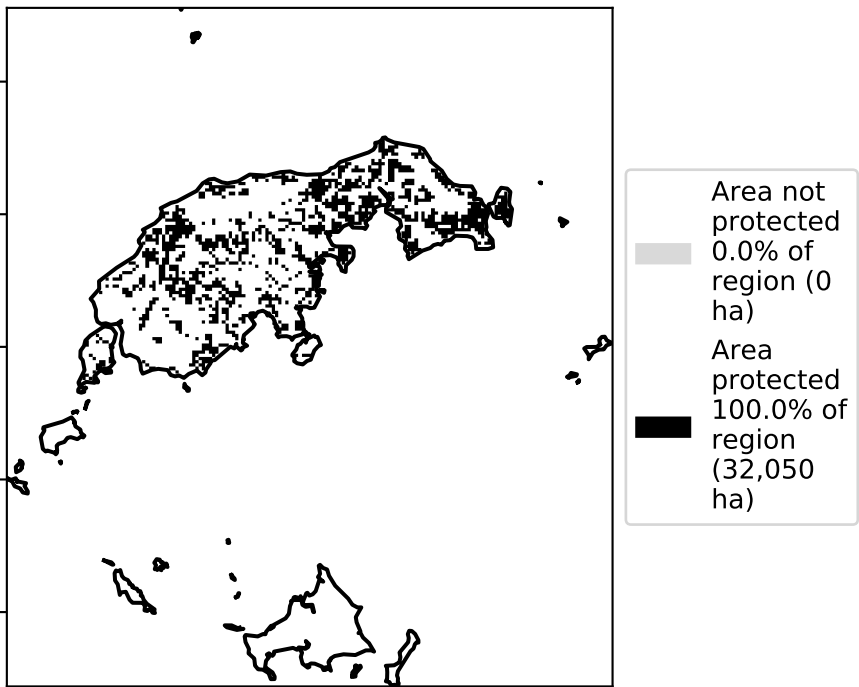 Area not
protected
0.0% of
region (0
ha)
Area
protected
100.0% of
region
(32,050
ha)